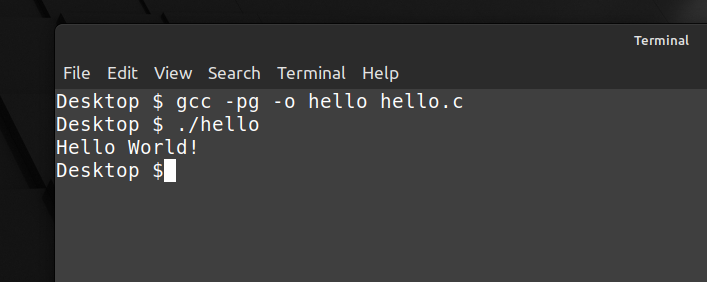 Terminal
File Edit View Search Terminal Help
Desktop $ gcc -pg -o hello hello.c
Desktop $ ./hello
Hello World!
Desktop $